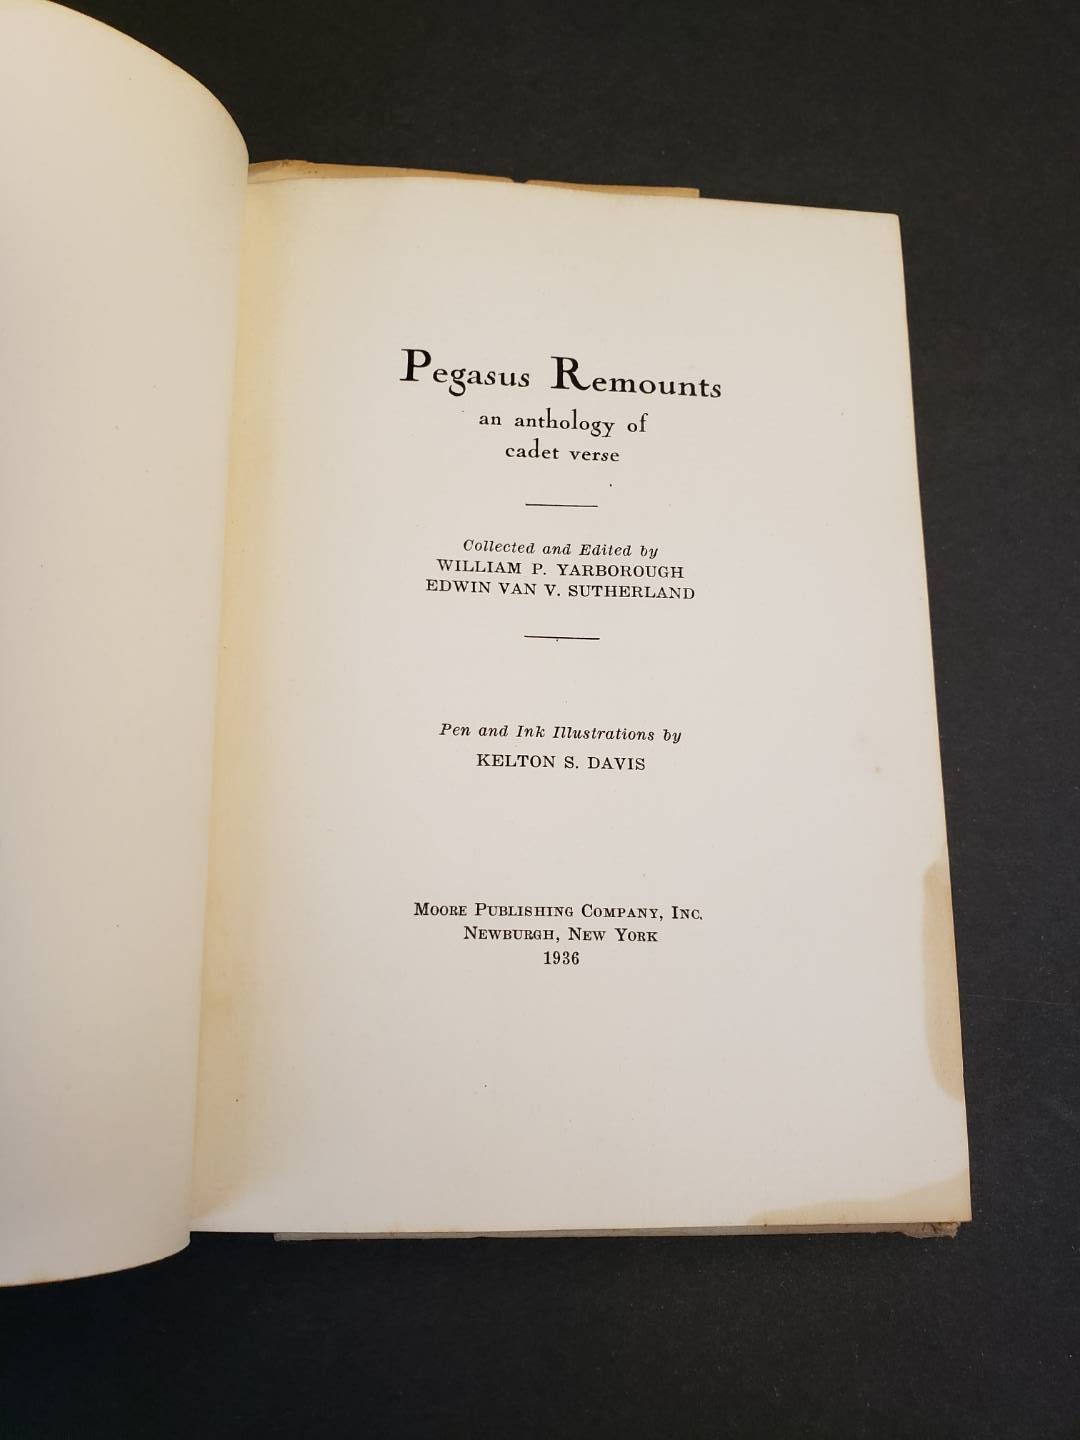 Pegasus Remounts
an anthology of
cadet verse
Collected and Edited by
WILLIAM P. YARBOROUGH
EDWIN VAN V. SUTHERLAND
Pen and Ink Illustrations by
KELTON S. DAVIS
MOORE PUBLISHING COMPANY, INC.
NEWBURGH, NEW YORK
1936